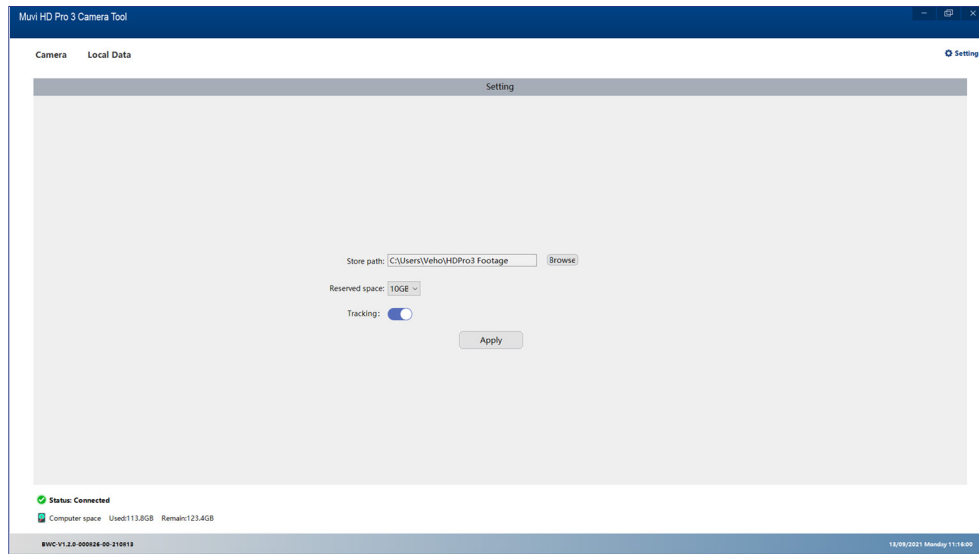 Muvi HD Pro 3 Camera Tool
Camera Local Data Setting
Setting
Store path: C:\Users\Veho\HDPro3 Footage Browse
Reserved space: 10GB
Tracking:
Apply
Status: Connected
Computer space Used:113.8GB Remain:123.4GB
BWC-V1.2.0-000826-00-210813 13/09/2021 Monday 11:16:00